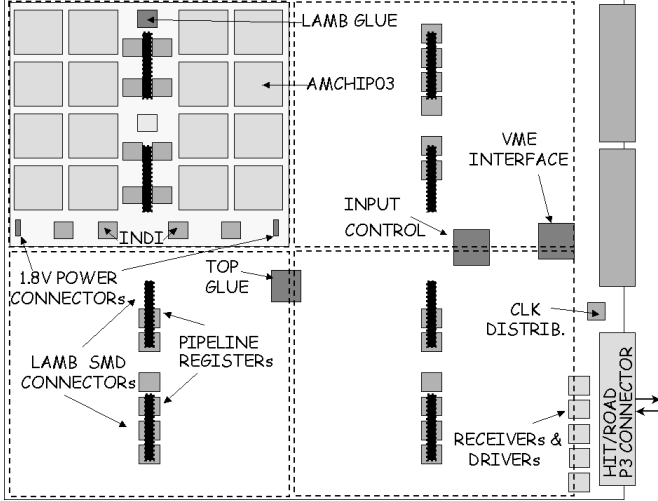 LAMB GLUE
AMCHIP03
VME
INTERFACE
INPUT
CONTROL
INDI
1.8V POWER
CONNECTORs
TOP
GLUE
CLK
DISTRIB.
PIPELINE
REGISTERs
LAMB SMD
CONNECTORs
RECEIVERs &
DRIVERs
HIT/ROAD
P3 CONNECTOR